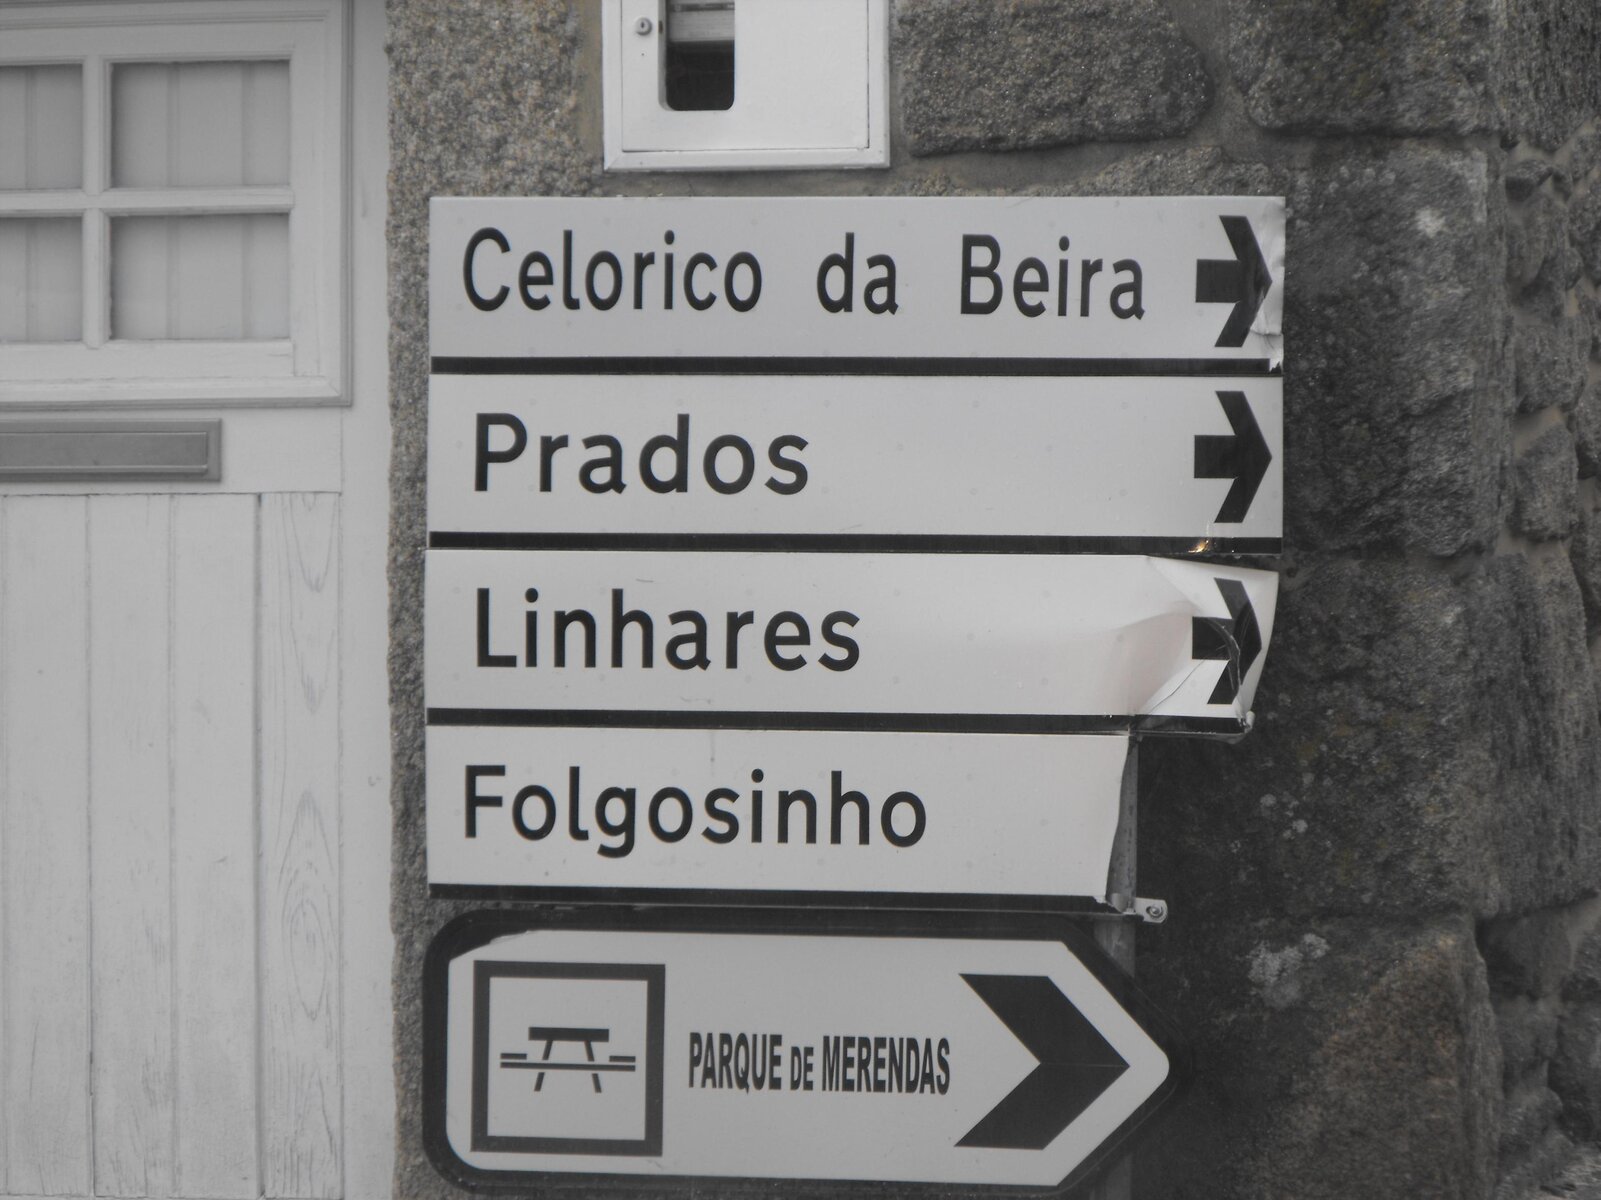 Celorico da Beira
Prados
Linhares
Folgosinho
PARQUE DE MERENDAS